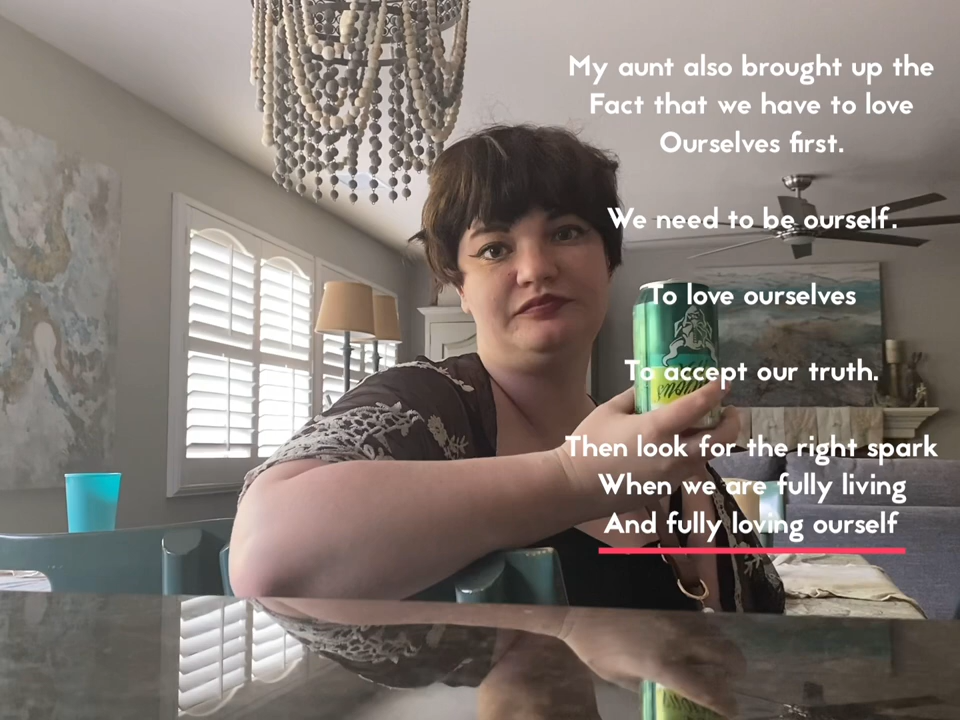 My aunt also brought up the
Fact that we have to love
Ourselves first.
We need to be ourself.
To love ourselves
To accept our truth.
Then look for the right spark
When we are fully living
And fully loving ourself